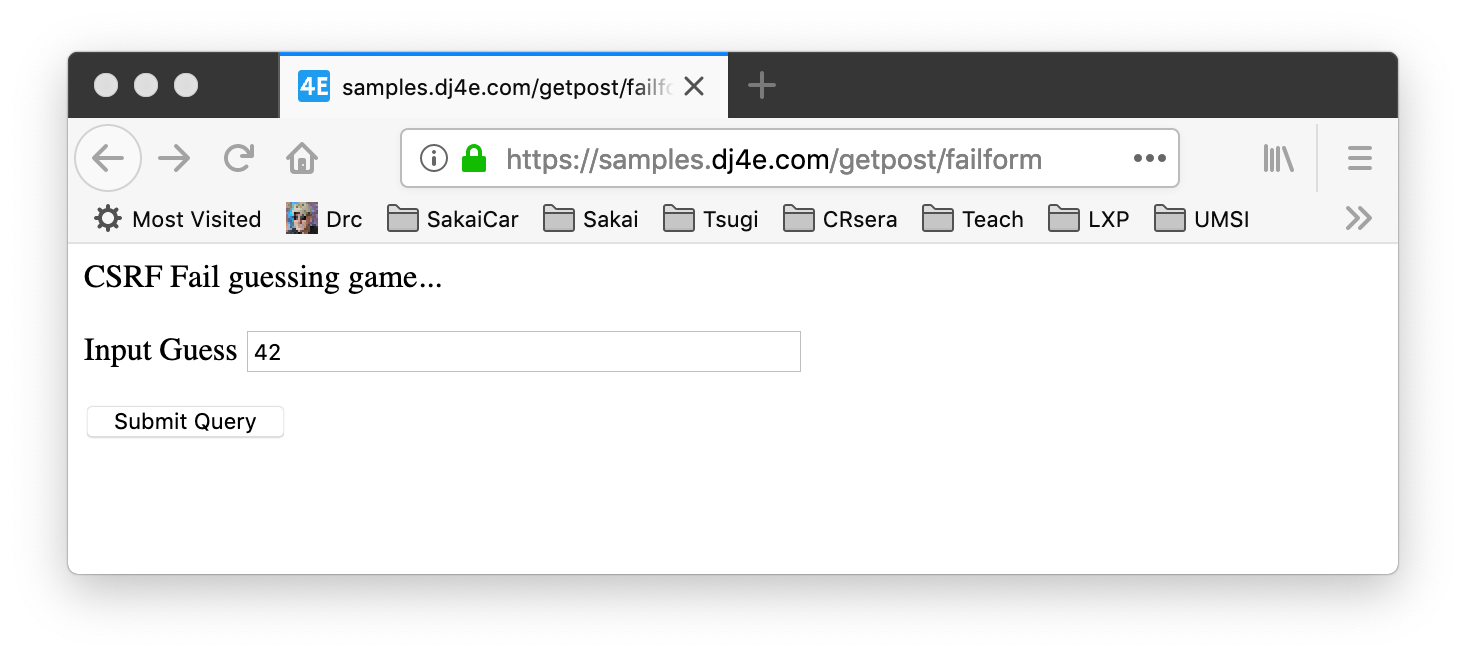 4E samples.dj4e.com/getpost/failfo
https://samples.dj4e.com/getpost/failform
Most Visited Drc SakaiCar Sakai Tsugi CRsera Teach LXP UMSI
CSRF Fail guessing game...
Input Guess 42
Submit Query